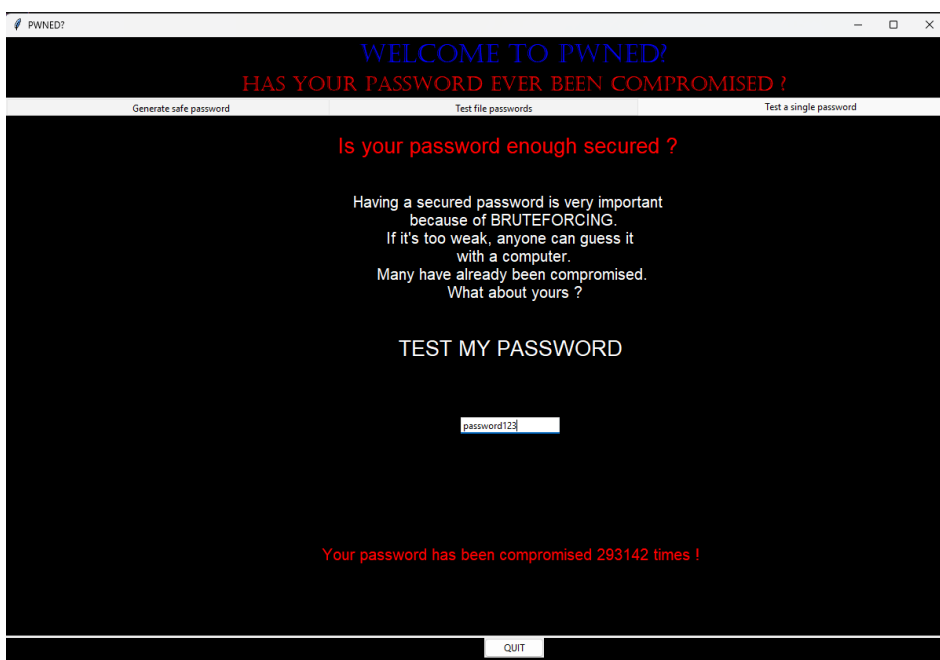 PWNED?
WELCOME TO PWNED?
HAS YOUR PASSWORD EVER BEEN COMPROMISED ?
Generate safe password
Test file passwords
Test a single password
Is your password enough secured ?
Having a secured password is very important
because of BRUTEFORCING.
If it's too weak, anyone can guess it
with a computer.
Many have already been compromised.
What about yours ?
TEST MY PASSWORD
password123
Your password has been compromised 293142 times !
QUIT